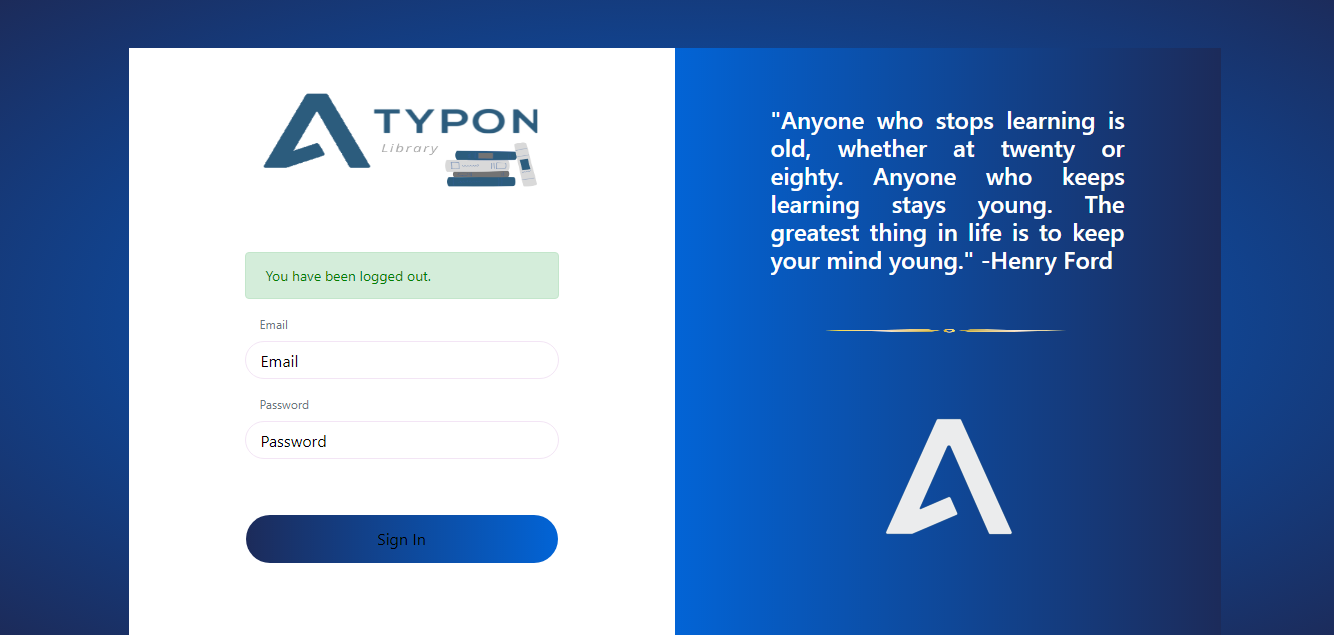 ATYPON
Library
You have been logged out.
Email
Email
Password
Password
Sign In
"Anyone who stops learning is
old, whether at twenty or
eighty. Anyone who keeps
learning stays young. The
greatest thing in life is to keep
your mind young." -Henry Ford